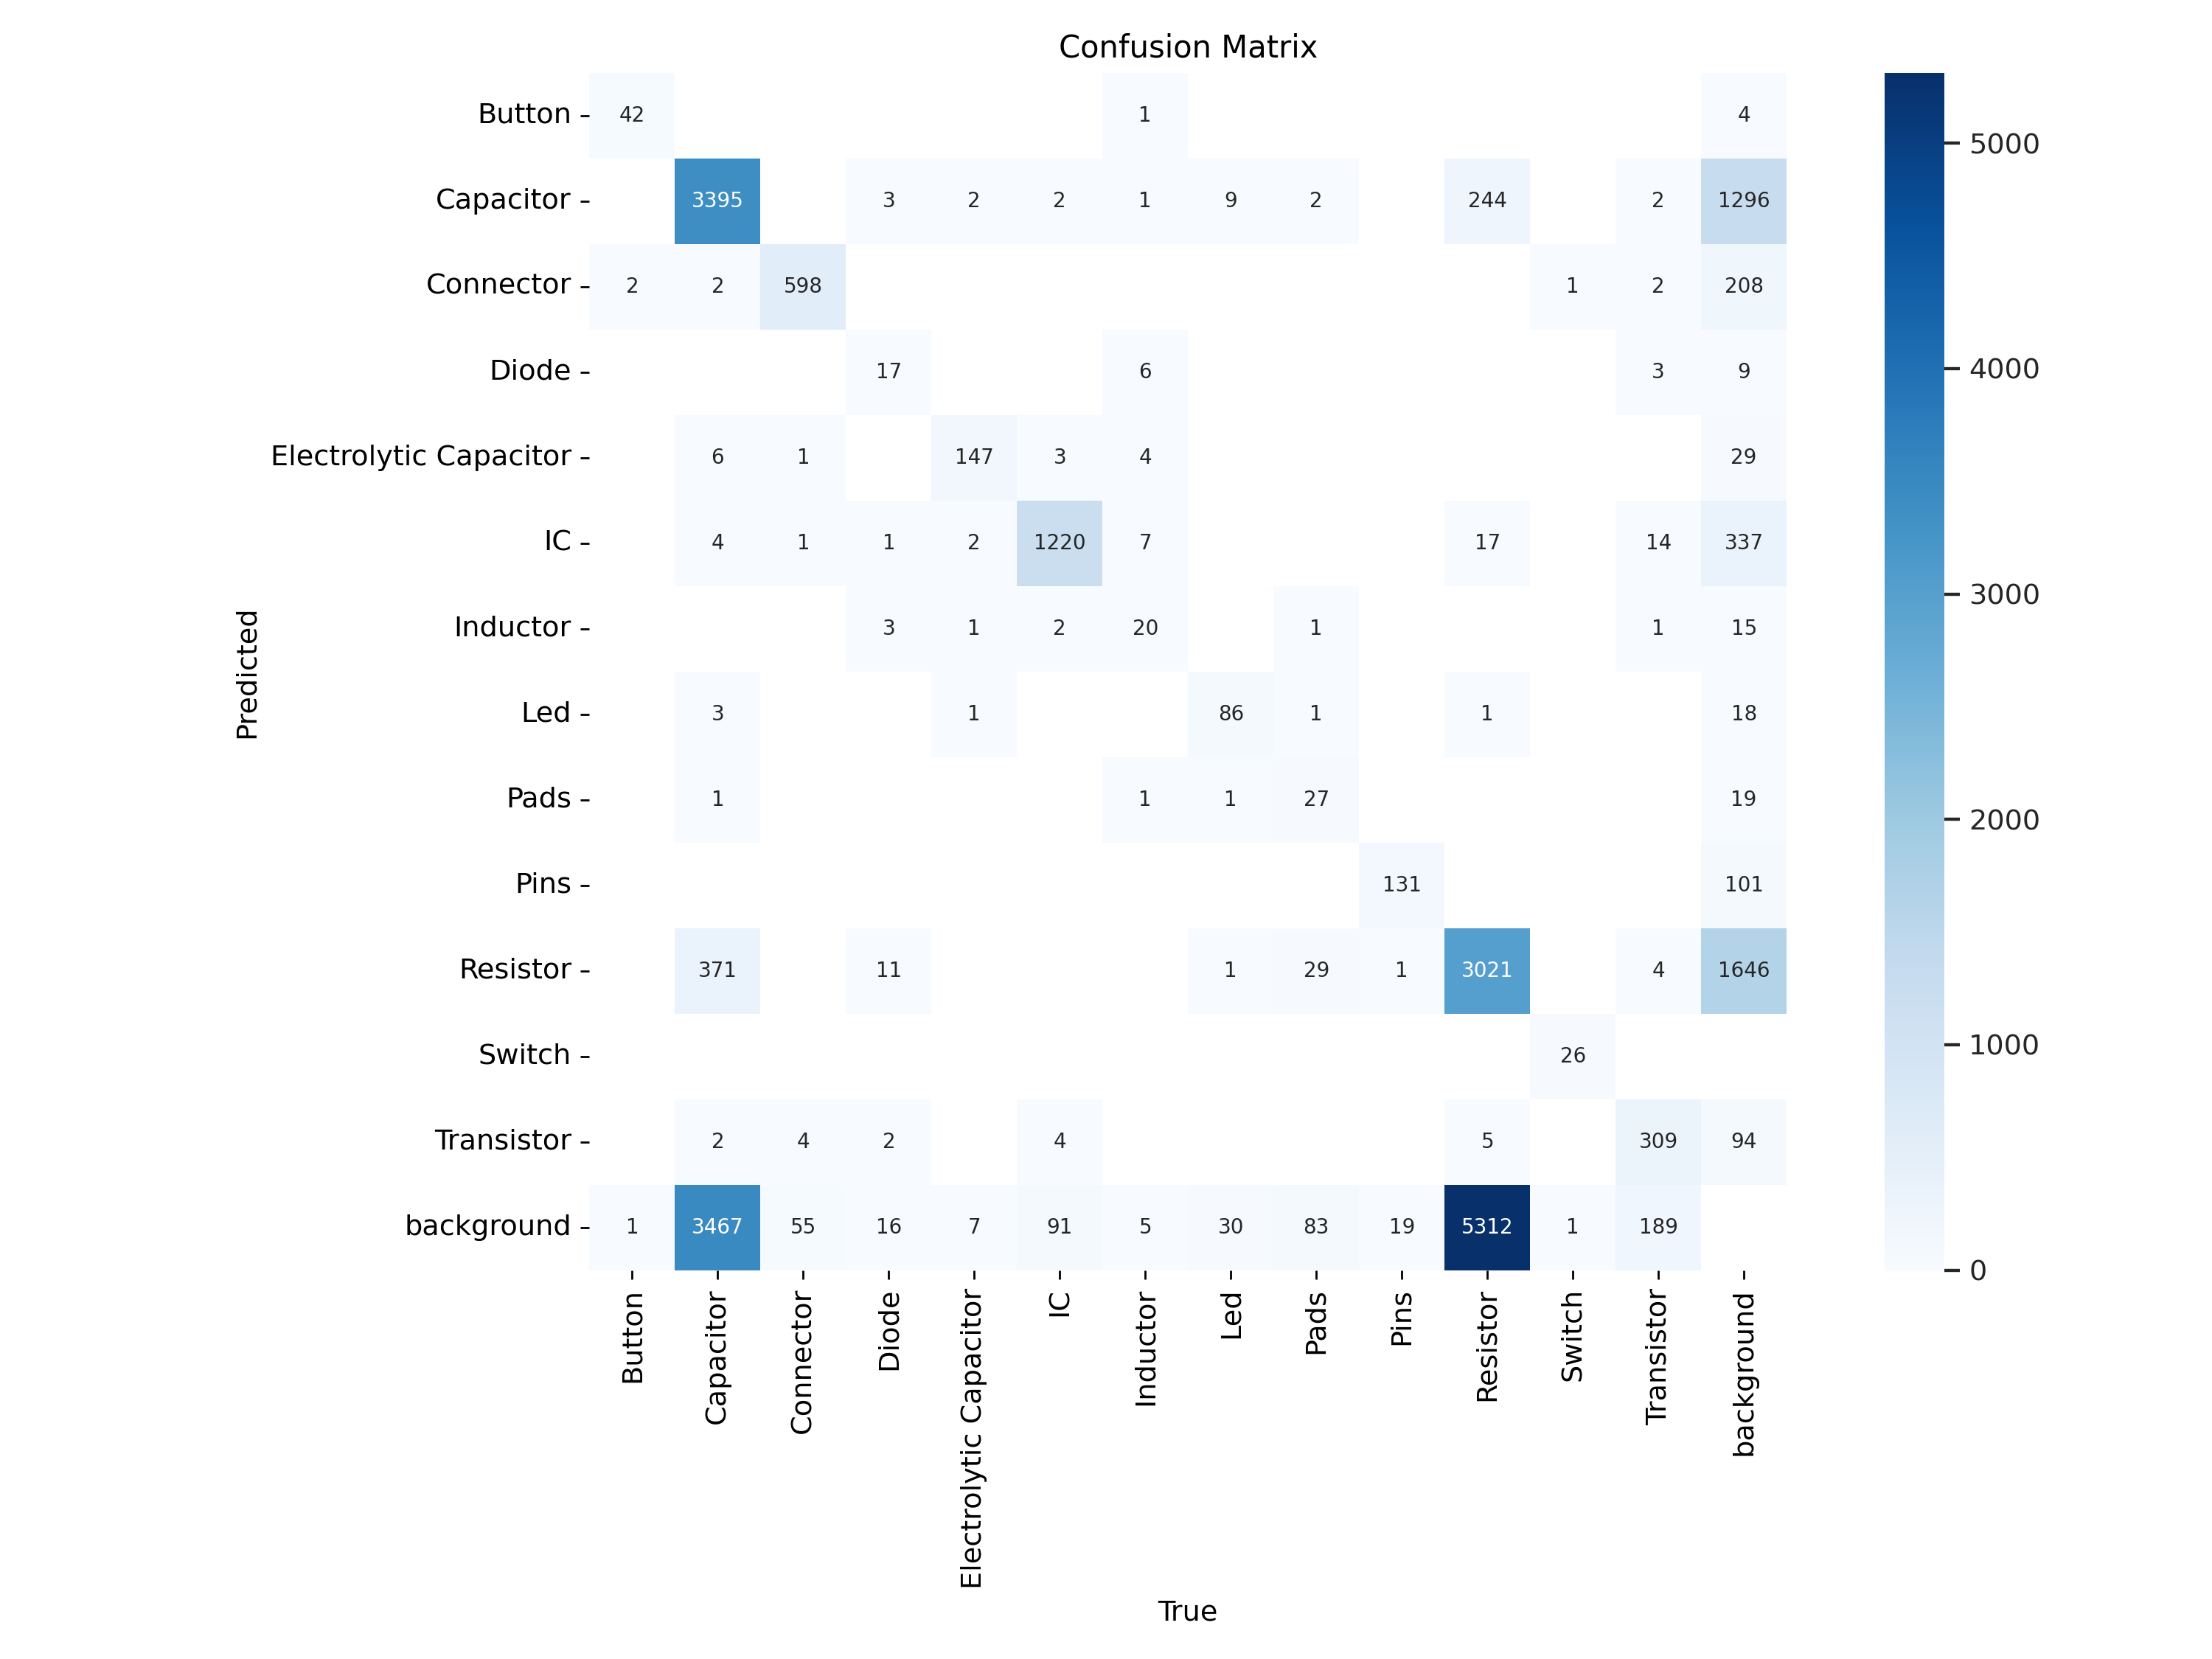 Confusion Matrix
Button 42 1 4
Capacitor 3395 3 2 2 1 9 2 244 2 1296
Connector 2 2 598 1 2 208
Diode 17 6 3 9
Electrolytic Capacitor 6 1 147 3 4 29
IC 4 1 1 2 1220 7 17 14 337
Inductor 3 1 2 20 1 1 15
Led 3 1 86 1 1 18
Pads 1 1 1 27 19
Pins 131 101
Resistor 371 11 1 29 1 3021 4 1646
Switch 26
Transistor 2 4 2 4 5 309 94
background 1 3467 55 16 7 91 5 30 83 19 5312 1 189
Predicted
Button
Capacitor
Connector
Diode
Electrolytic Capacitor
IC
Inductor
Led
Pads
Pins
Resistor
Switch
Transistor
background
True
5000
4000
3000
2000
1000
0